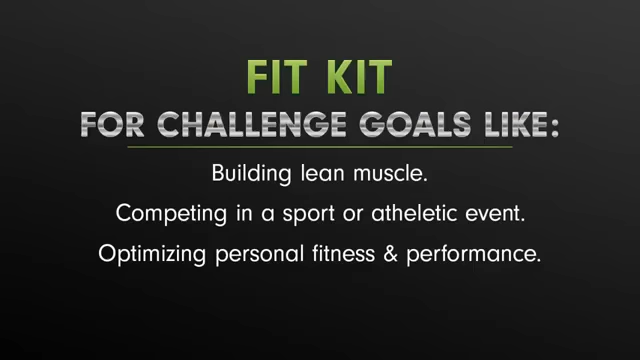 FIT KIT
FOR CHALLENGE GOALS LIKE:
Building lean muscle.
Competing in a sport or atheletic event.
Optimizing personal fitness & performance.